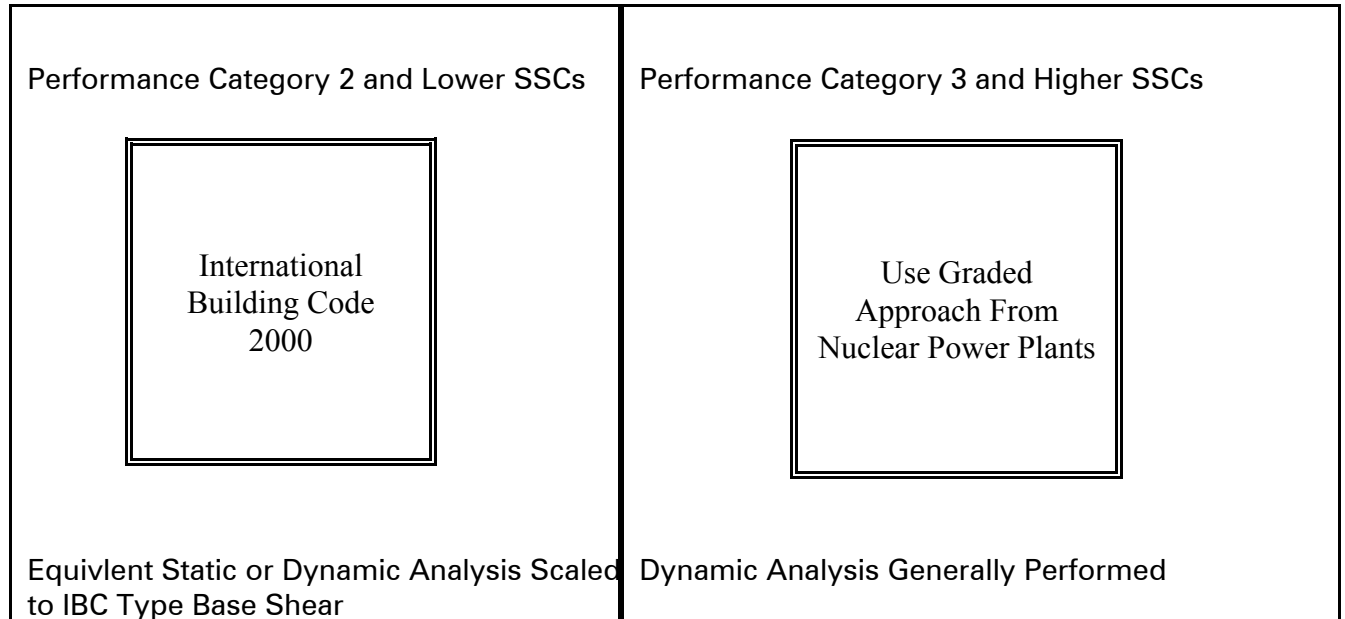 Performance Category 2 and Lower SSCs
International
Building Code
2000
Equivlent Static or Dynamic Analysis Scaled
to IBC Type Base Shear
Performance Category 3 and Higher SSCs
Use Graded
Approach From
Nuclear Power Plants
Dynamic Analysis Generally Performed